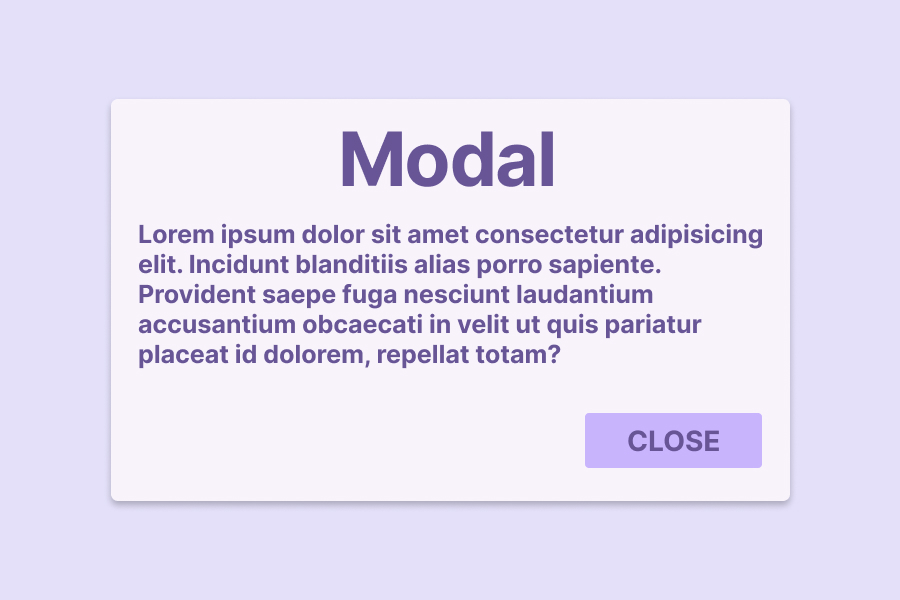 Modal
Lorem ipsum dolor sit amet consectetur adipisicing
elit. Incidunt blanditiis alias porro sapiente.
Provident saepe fuga nesciunt laudantium
accusantium obcaecati in velit ut quis pariatur
placeat id dolorem, repellat totam?
CLOSE